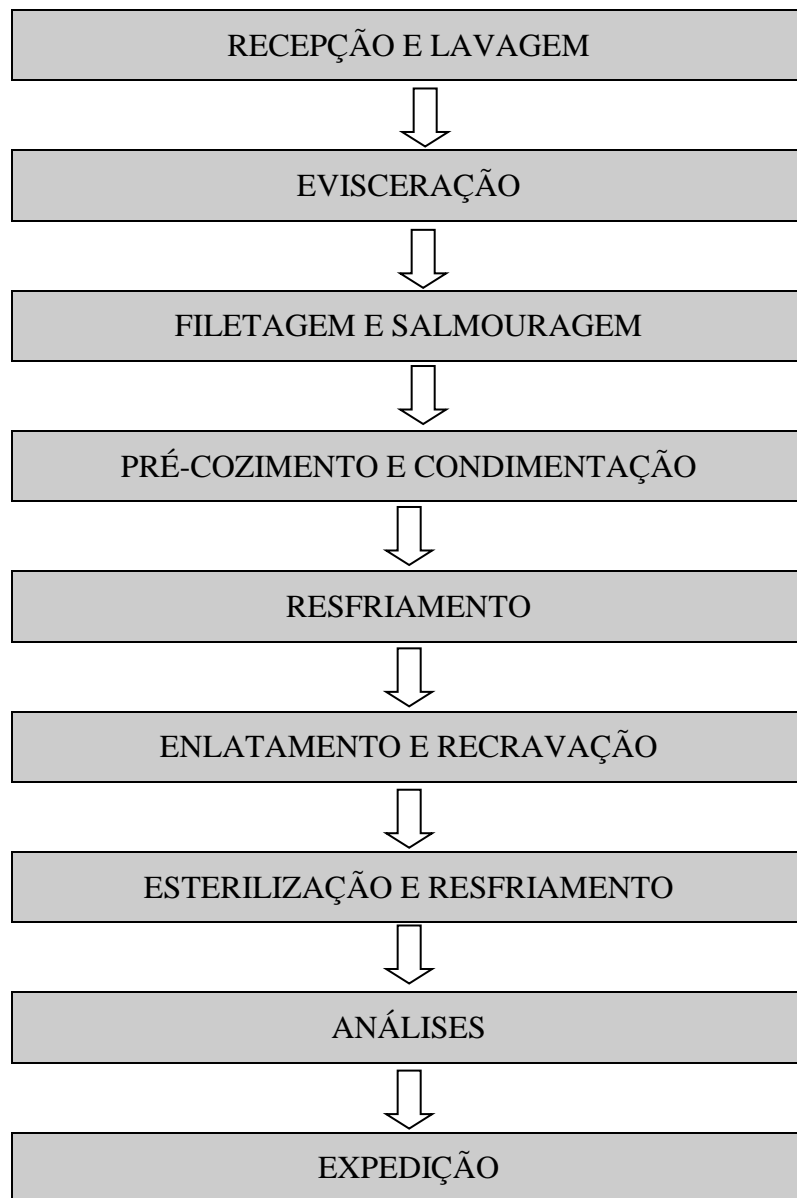 RECEPÇÃO E LAVAGEM
EVISCERAÇÃO
FILETAGEM E SALMOURAGEM
PRÉ-COZIMENTO E CONDIMENTAÇÃO
RESFRIAMENTO
ENLATAMENTO E RECRAVAÇÃO
ESTERILIZAÇÃO E RESFRIAMENTO
ANÁLISES
EXPEDIÇÃO